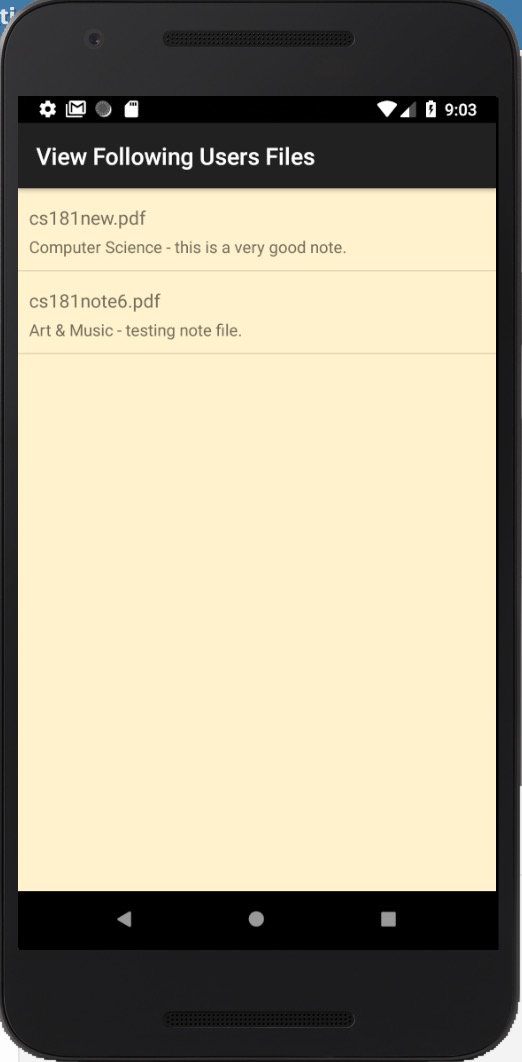 9:03
View Following Users Files
cs181new.pdf
Computer Science - this is a very good note.
cs181note6.pdf
Art & Music - testing note file.